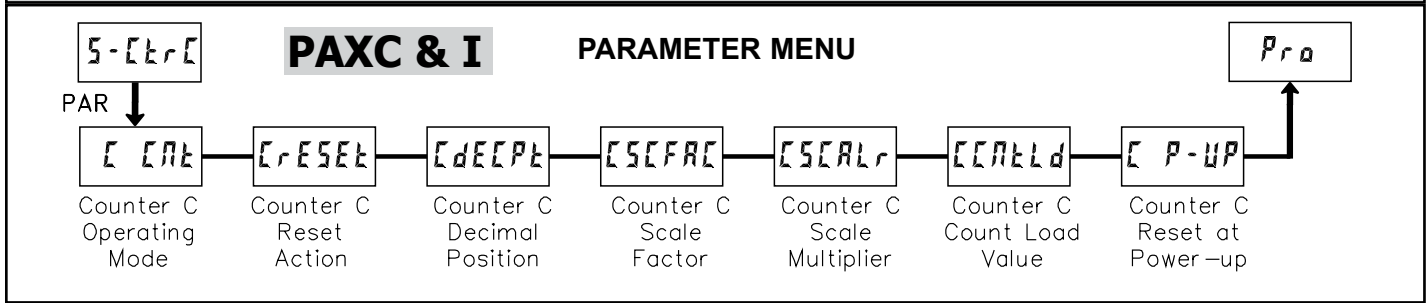 5-CtrC
PAXC & I
PARAMETER MENU
Pro
PAR
C Cnt
CrESEt
CdECPt
CSCFAC
CSCALr
CCntLd
C P-UP
Counter C
Operating
Mode
Counter C
Reset
Action
Counter C
Decimal
Position
Counter C
Scale
Factor
Counter C
Scale
Multiplier
Counter C
Count Load
Value
Counter C
Reset at
Power-up